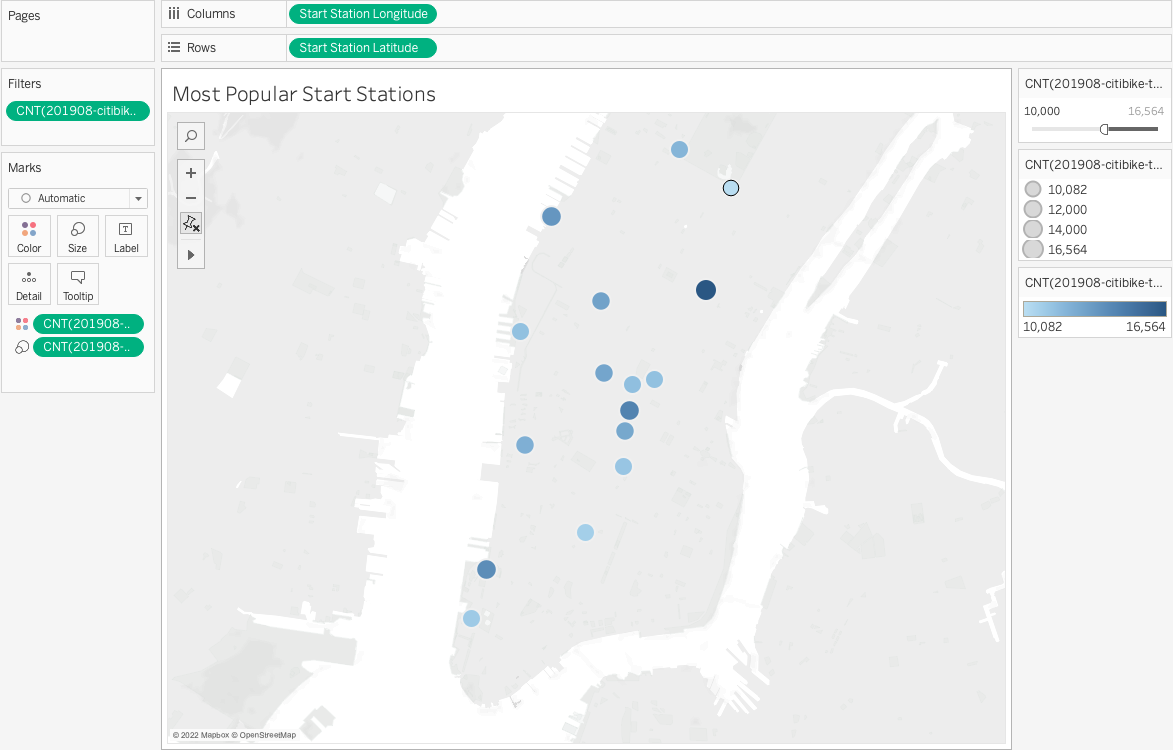 Pages
Columns
Start Station Longitude
Rows
Start Station Latitude
Filters
CNT(201908-citibik..
Marks
Automatic
Color
Size
Label
Detail
Tooltip
CNT(201908-..
CNT(201908-..
Most Popular Start Stations
© 2022 Mapbox © OpenStreetMap
CNT(201908-citibike-t...
10,000 16,564
CNT(201908-citibike-t...
10,082
12,000
14,000
16,564
CNT(201908-citibike-t...
10,082 16,564